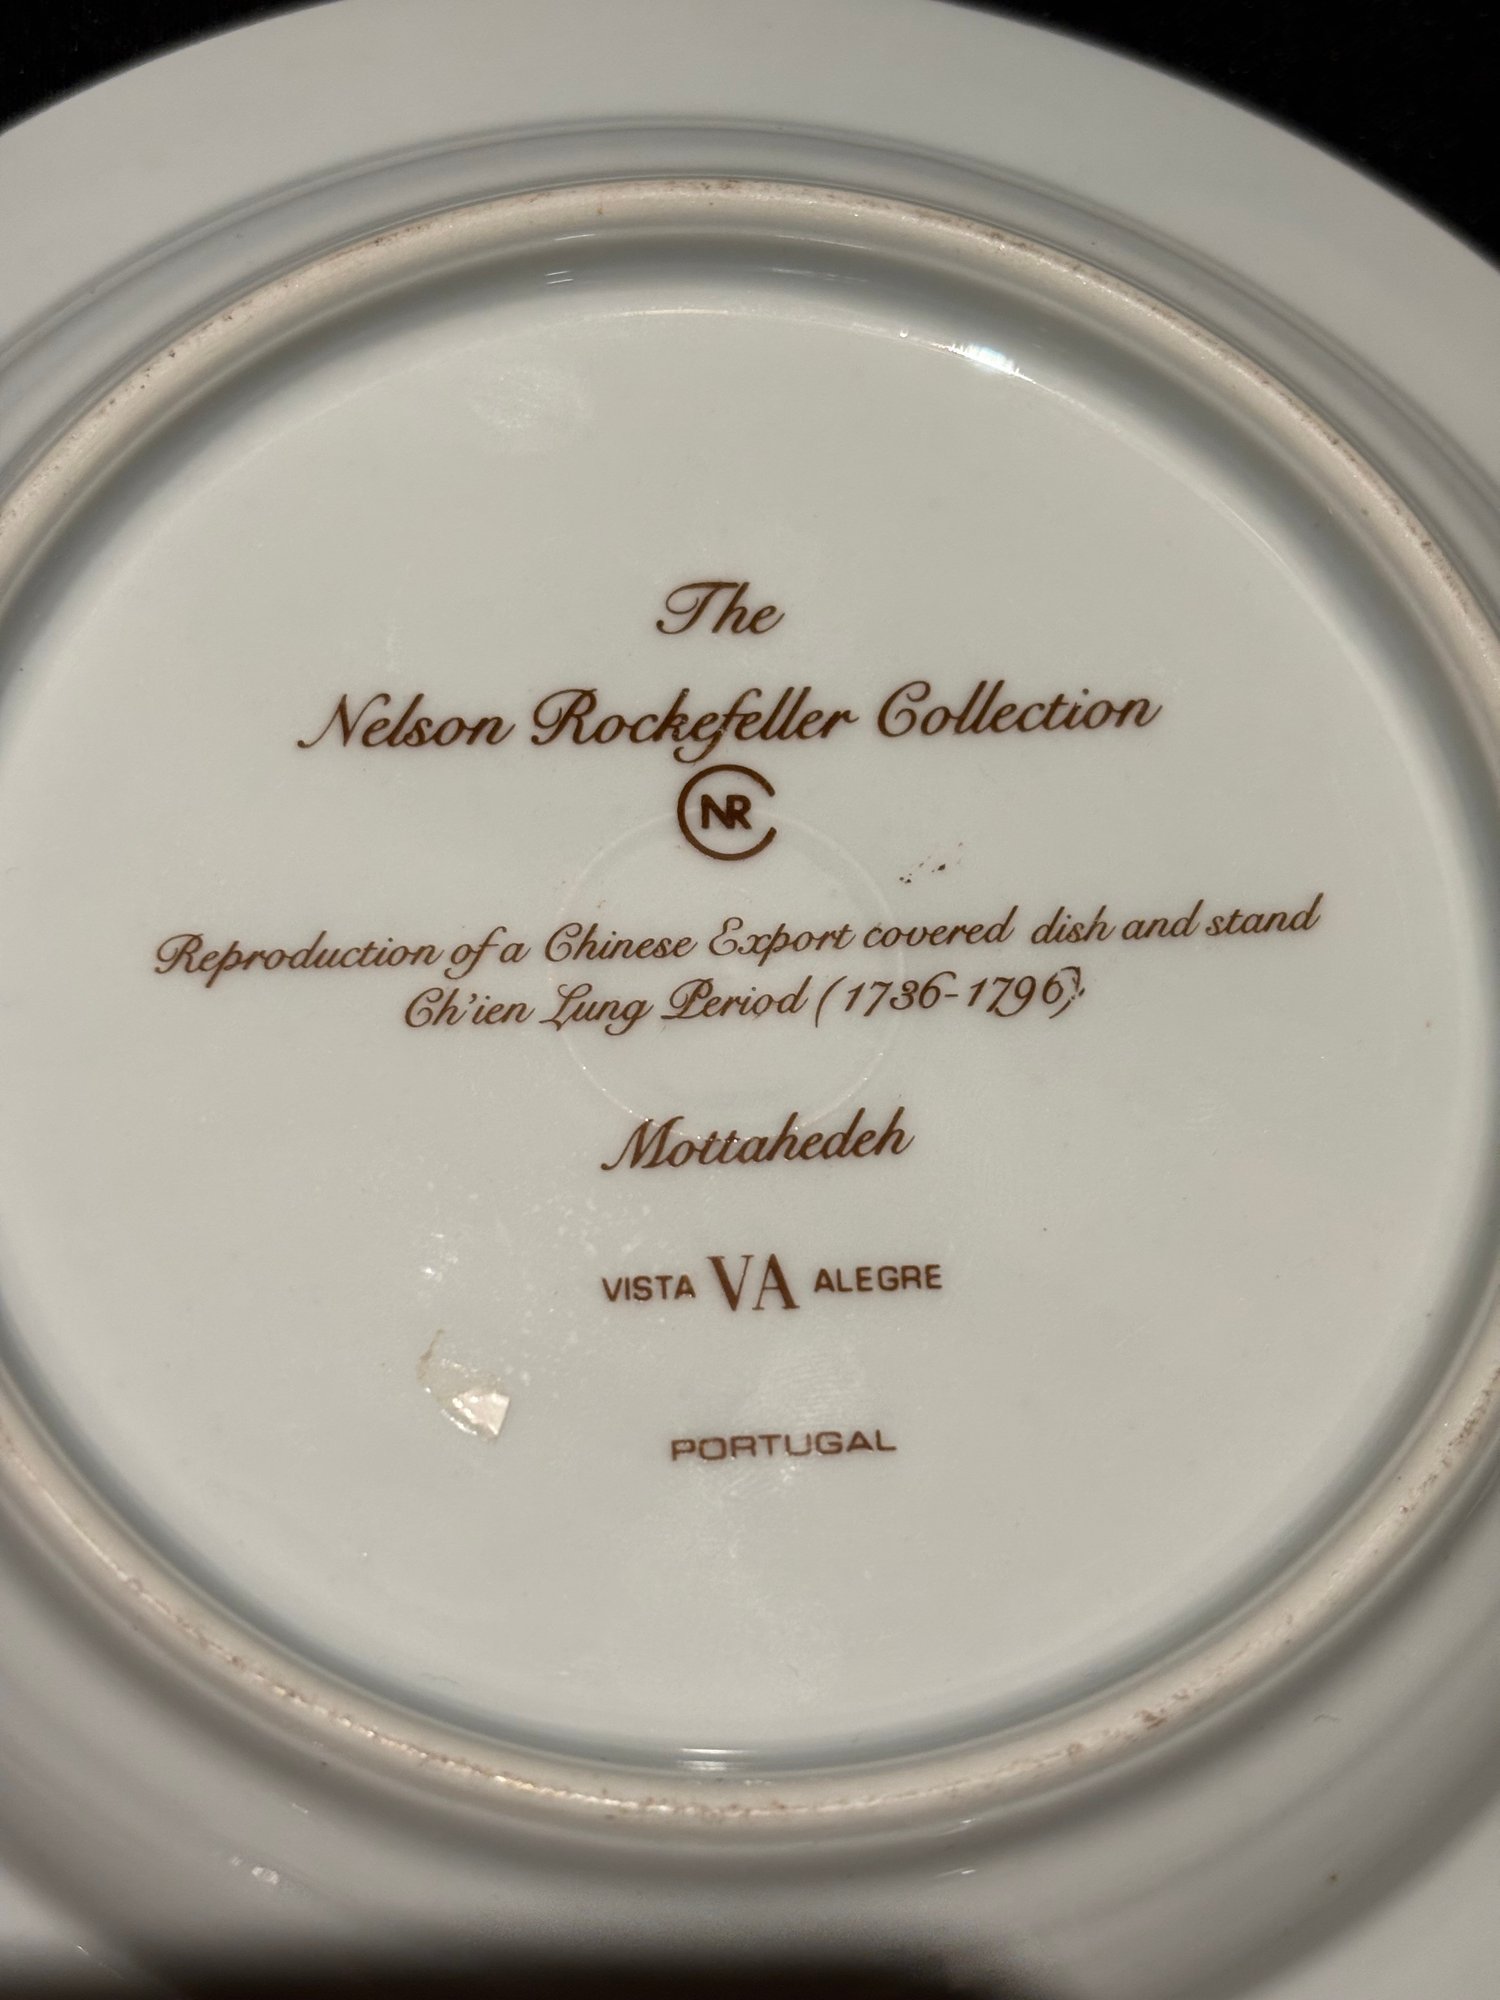 The
Nelson Rockefeller Collection
NRC
Reproduction of a Chinese Export covered dish and stand
Ch'ien Lung Period (1736-1796)
Mottahedeh
VISTA VA ALEGRE
PORTUGAL